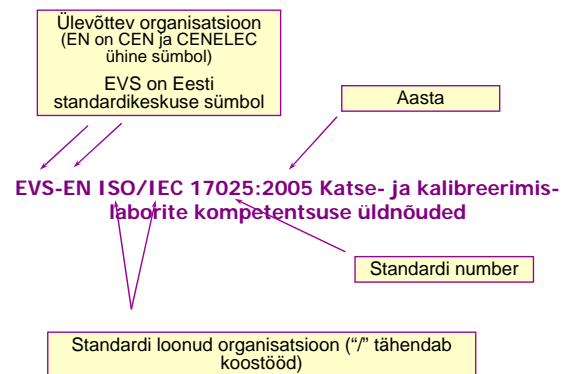 Ülevõttev organisatsioon
(EN on CEN ja CENELEC
ühine sümbol)
EVS on Eesti
standardikeskuse sümbol
Aasta
EVS-EN ISO/IEC 17025:2005 Katse- ja kalibreerimis-
laborite kompetentsuse üldnõuded
Standardi number
Standardi loonud organisatsioon ("/" tähendab
koostööd)